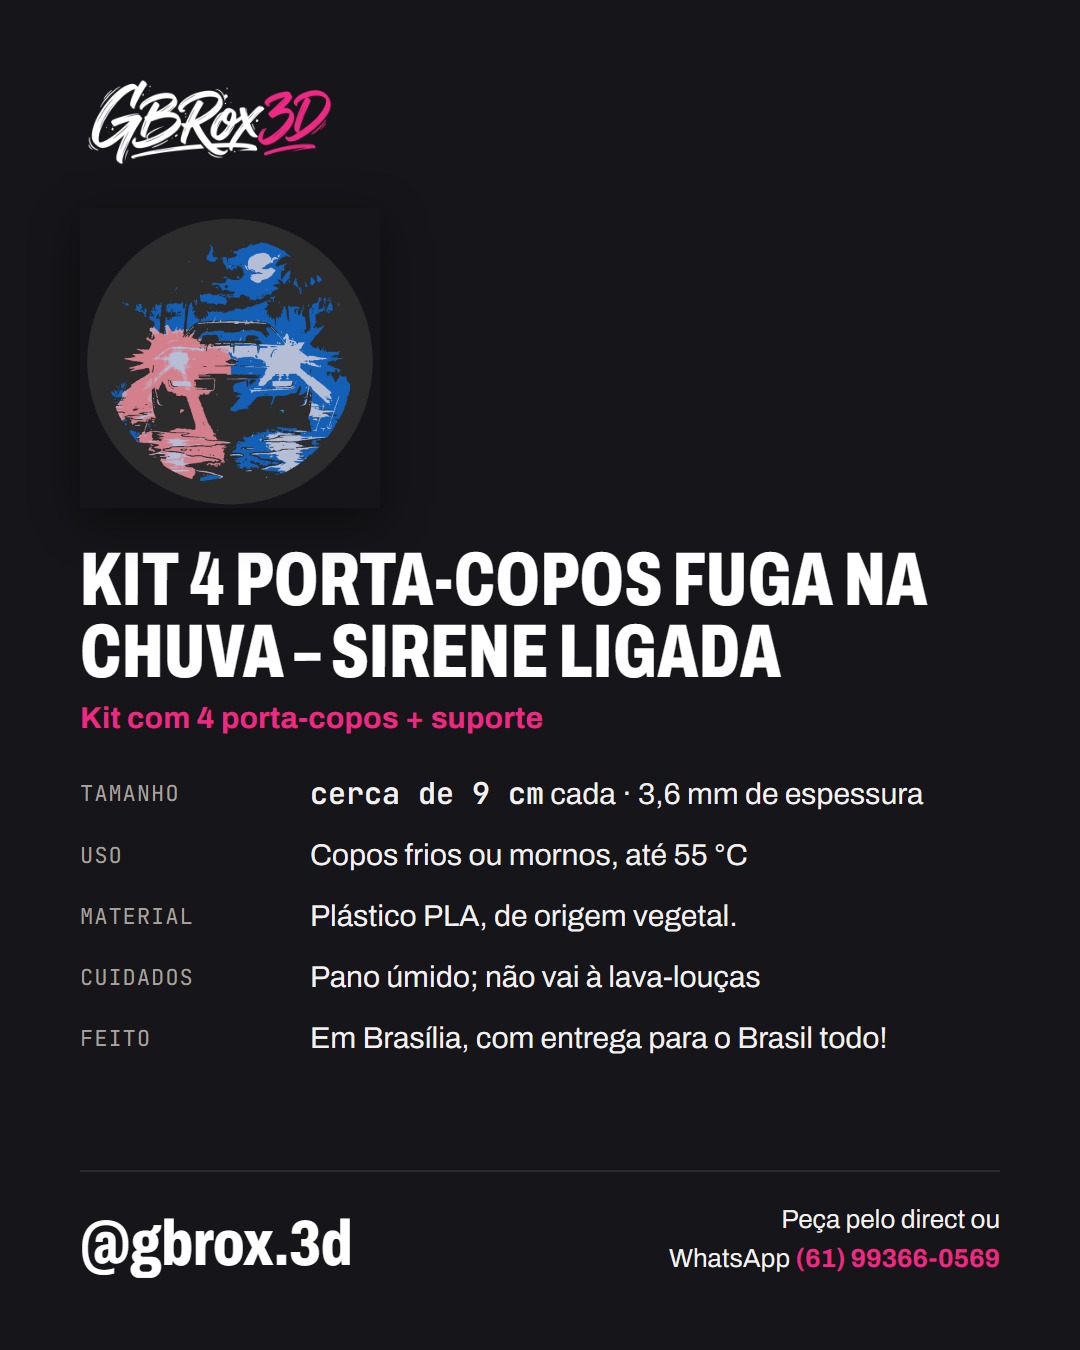 GBRox3D
KIT 4 PORTA-COPOS FUGA NA
CHUVA – SIRENE LIGADA
Kit com 4 porta-copos + suporte
TAMANHO cerca de 9 cm cada · 3,6 mm de espessura
USO Copos frios ou mornos, até 55 °C
MATERIAL Plástico PLA, de origem vegetal.
CUIDADOS Pano úmido; não vai à lava-louças
FEITO Em Brasília, com entrega para o Brasil todo!
@gbrox.3d
Peça pelo direct ou
WhatsApp (61) 99366-0569